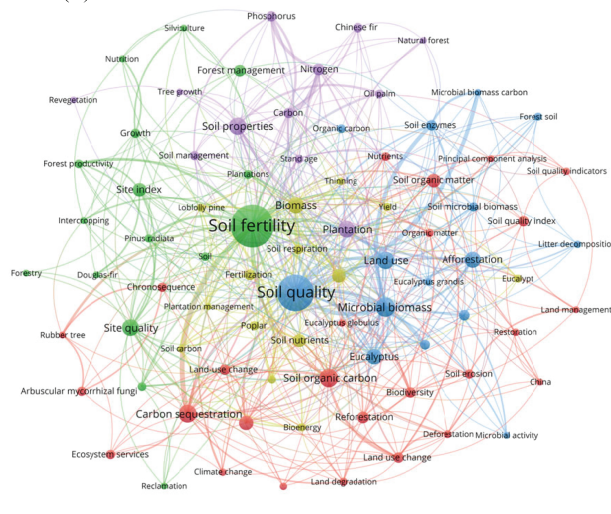 Phosphorus
Silviculture
Chinese fir
Natural forest
Nutrition
Forest management
Nitrogen
Revegetation
Tree growth
Oil palm
Microbial biomass carbon
Carbon
Forest soil
Growth
Soil properties
Organic carbon
Soil enzymes
Forest productivity
Soil management
Stand age
Nutrients
Principal component analysis
Soil quality indicators
Plantations
Thinning
Soil organic matter
Site index
Loblolly pine
Biomass
Yield
Soil microbial biomass
Intercropping
Soil fertility
Plantation
Soil quality index
Pinus radiata
Organic matter
Litter decompositio
Soil
Soil respiration
Land use
Afforestation
Forestry
Douglas-fir
Fertilization
Eucalyptus grandis
Eucalypt
Chronosequence
Soil quality
Plantation management
Microbial biomass
Land management
Site quality
Poplar
Eucalyptus globulus
Rubber tree
Soil nutrients
Restoration
Soil carbon
Eucalyptus
Land-use change
Soil organic carbon
Soil erosion
China
Arbuscular mycorrhizal fungi
Biodiversity
Carbon sequestration
Reforestation
Bioenergy
Deforestation
Microbial activity
Ecosystem services
Land use change
Climate change
Reclamation
Land degradation